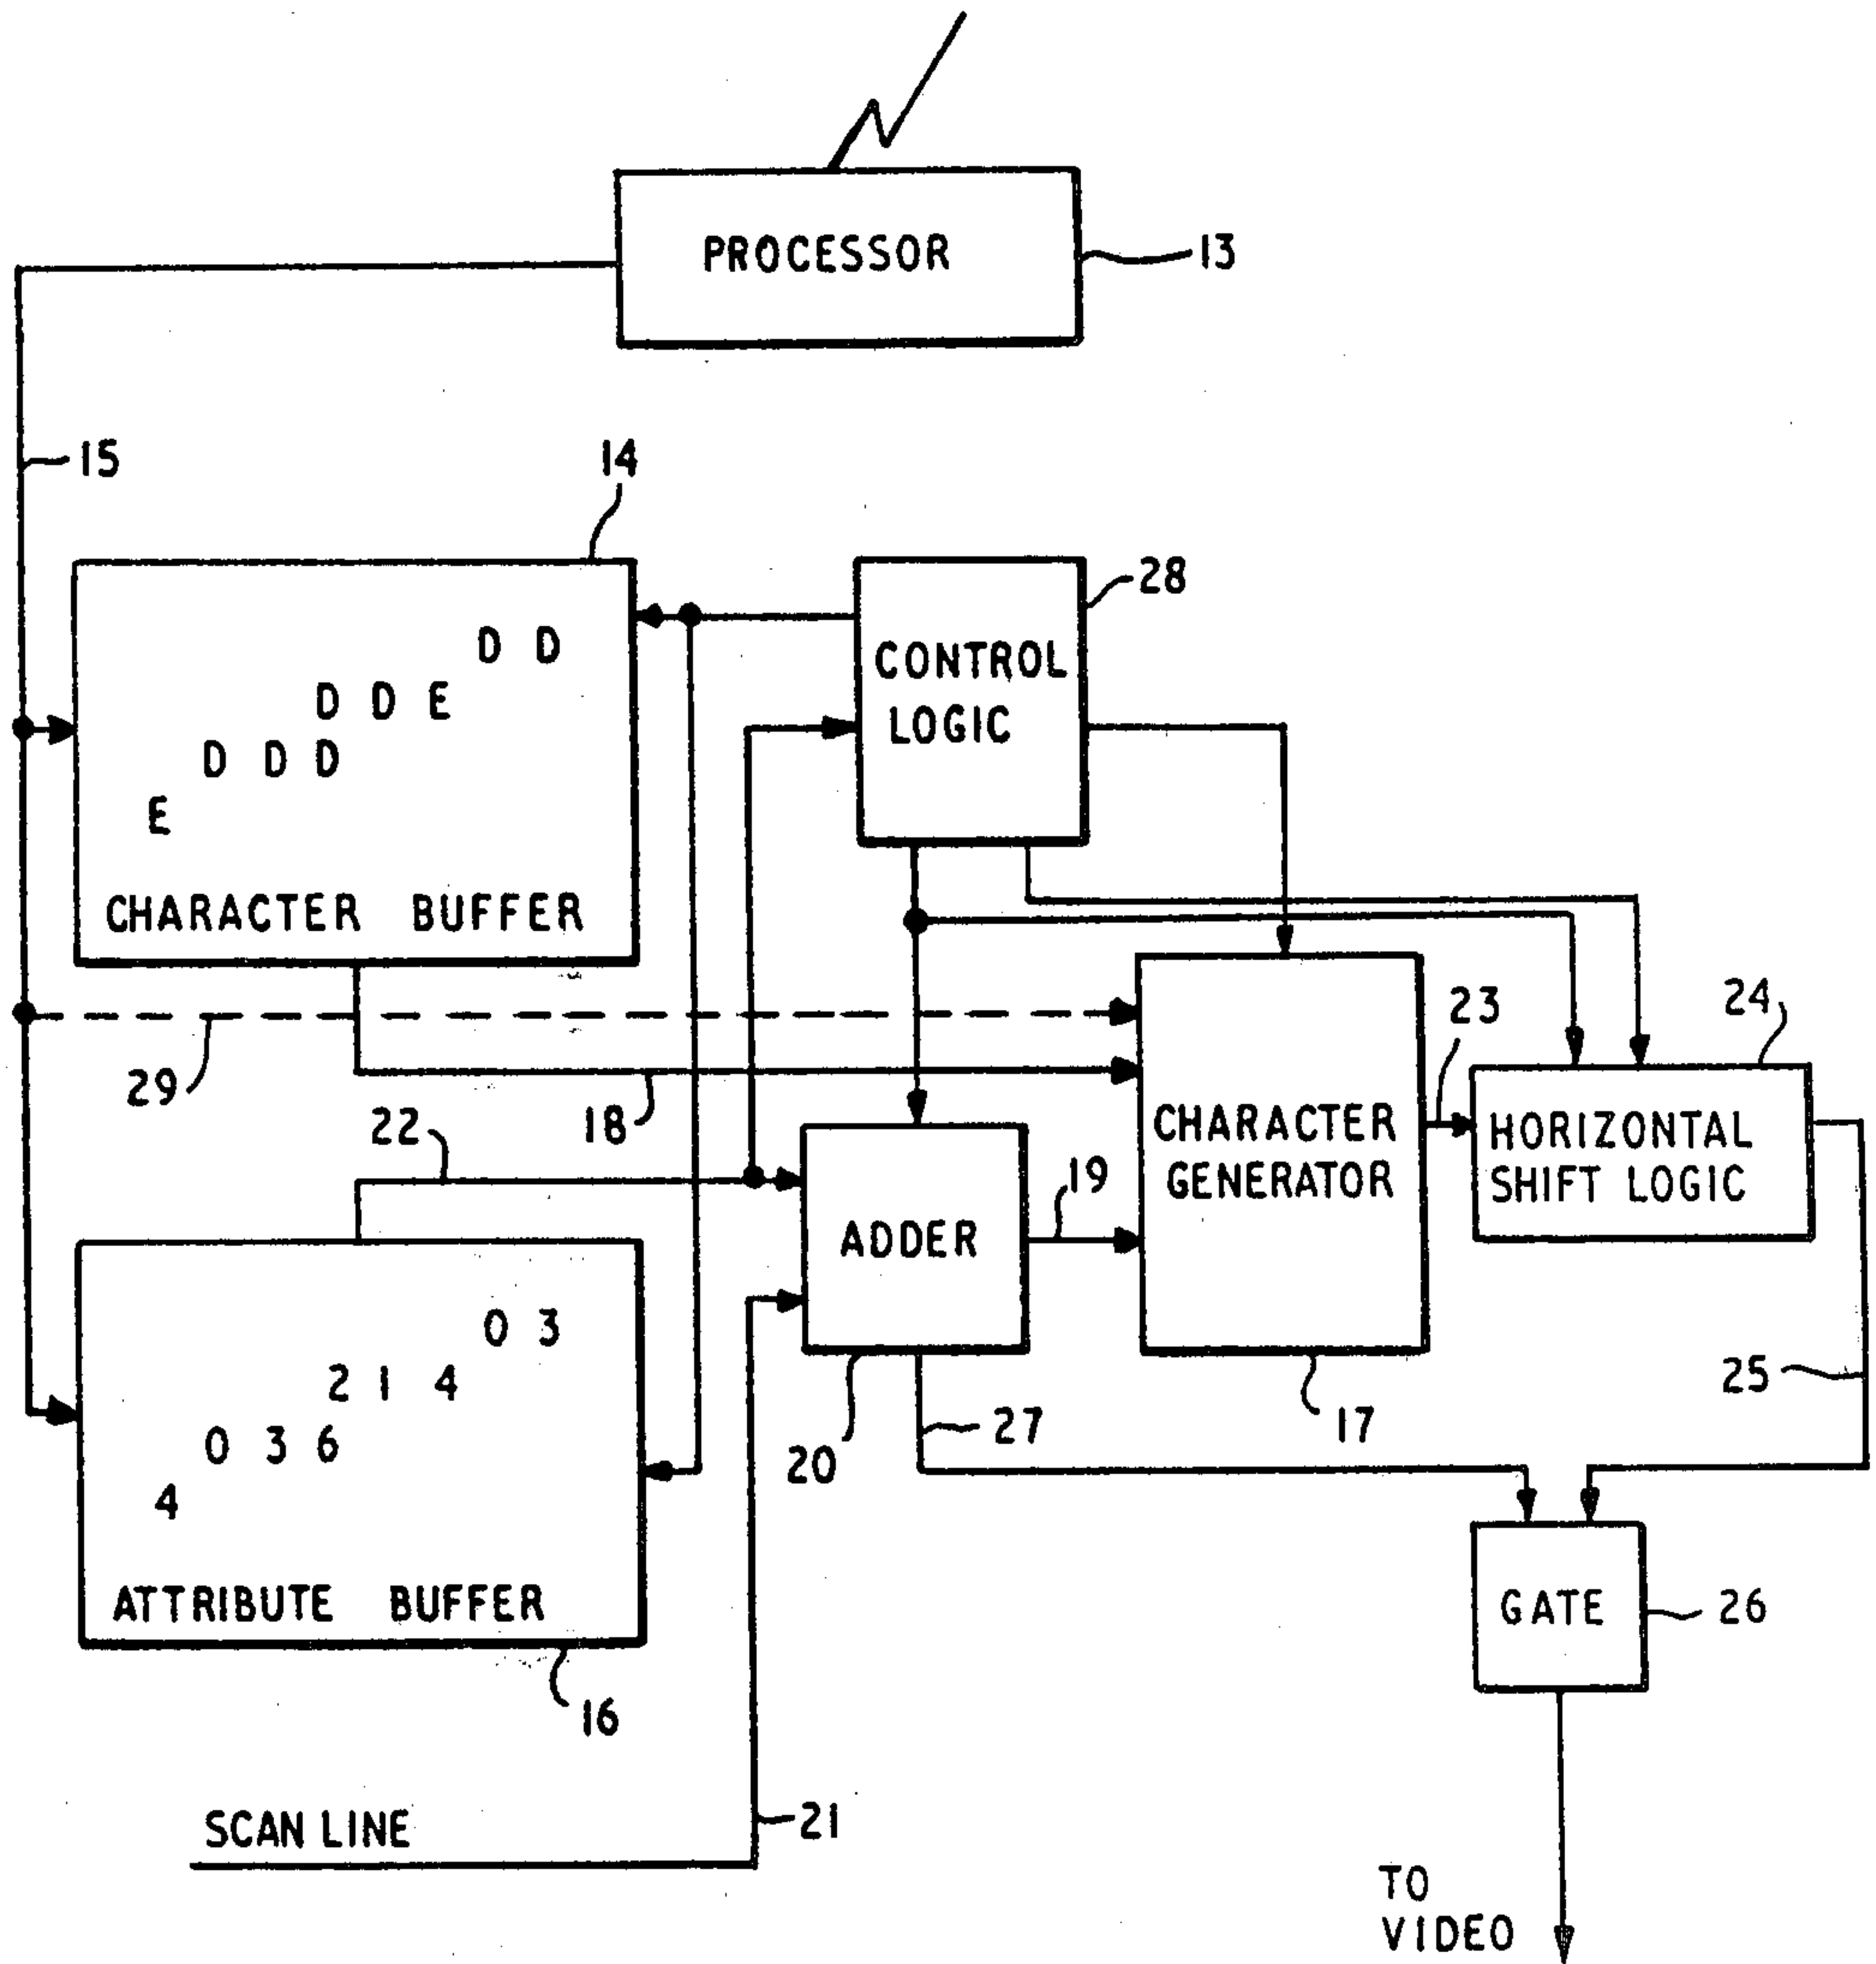 PROCESSOR
13
15
14
28
D D
D D E
D D D
E
CHARACTER BUFFER
CONTROL
LOGIC
29
18
22
23
24
CHARACTER
GENERATOR
HORIZONTAL
SHIFT LOGIC
19
ADDER
0 3
2 1 4
0 3 6
4
ATTRIBUTE BUFFER
20
27
17
25
GATE
26
16
SCAN LINE
21
TO
VIDEO